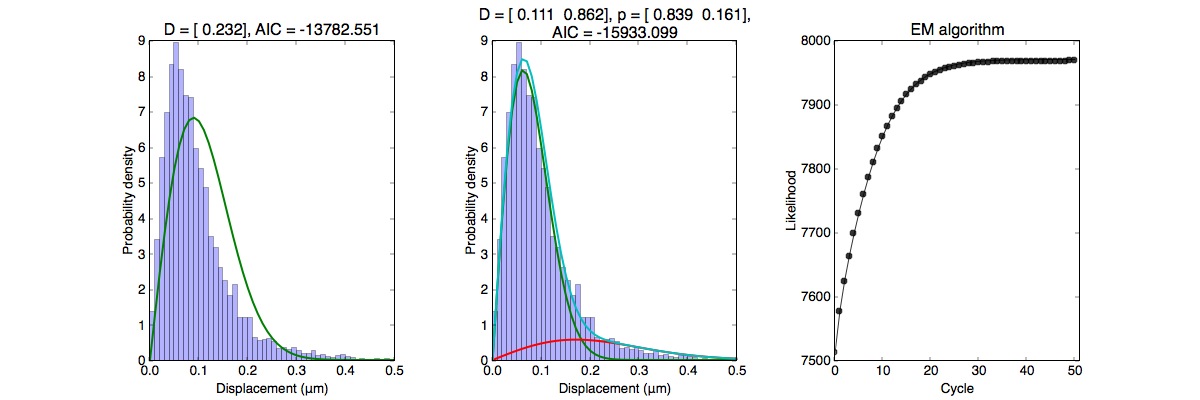 D = [ 0.232], AIC = -13782.551
9
8
7
6
5
4
3
2
1
0
Probability density
0.0 0.1 0.2 0.3 0.4 0.5
Displacement (µm)
D = [ 0.111 0.862], p = [ 0.839 0.161],
AIC = -15933.099
9
8
7
6
5
4
3
2
1
0
Probability density
0.0 0.1 0.2 0.3 0.4 0.5
Displacement (µm)
EM algorithm
8000
7900
7800
7700
7600
7500
Likelihood
0 10 20 30 40 50
Cycle